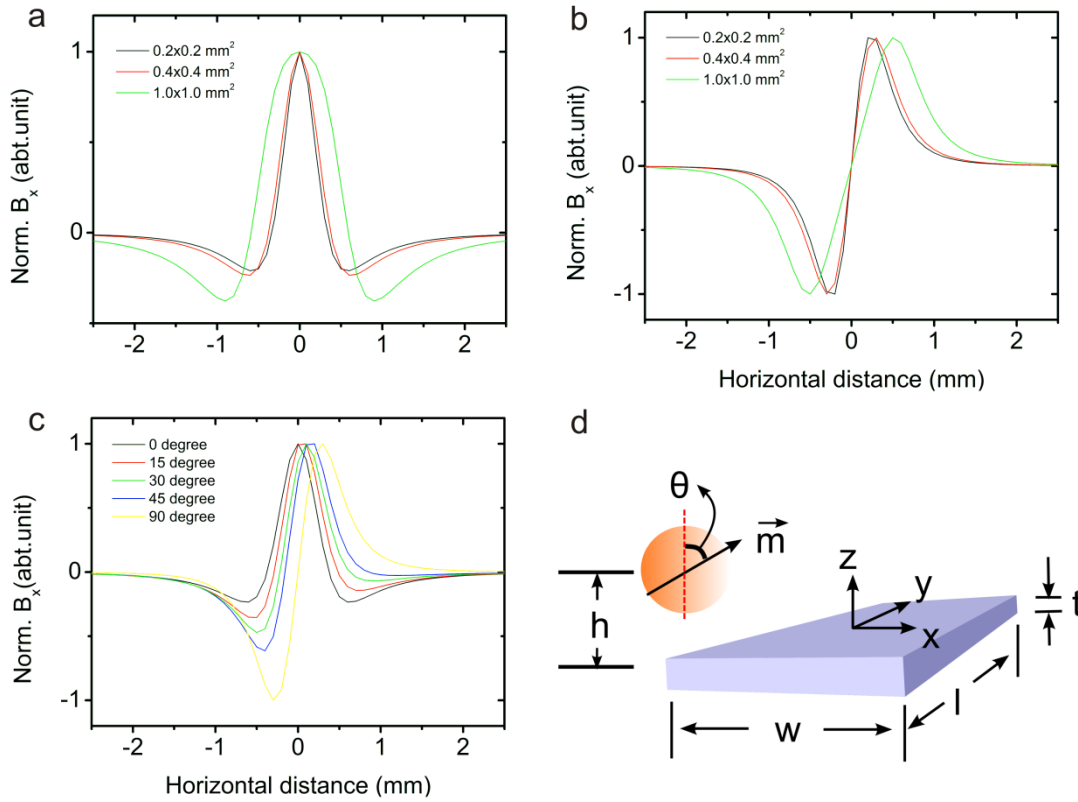 a
Norm. B_x (abt.unit)
1
0
0.2x0.2 mm²
0.4x0.4 mm²
1.0x1.0 mm²
-2 -1 0 1 2
b
Norm. B_x (abt.unit)
1
0
-1
0.2x0.2 mm²
0.4x0.4 mm²
1.0x1.0 mm²
-2 -1 0 1 2
Horizontal distance (mm)
c
Norm. B_x(abt.unit)
1
0
-1
0 degree
15 degree
30 degree
45 degree
90 degree
-2 -1 0 1 2
Horizontal distance (mm)
d
θ
m
h
z
y
x
t
l
w